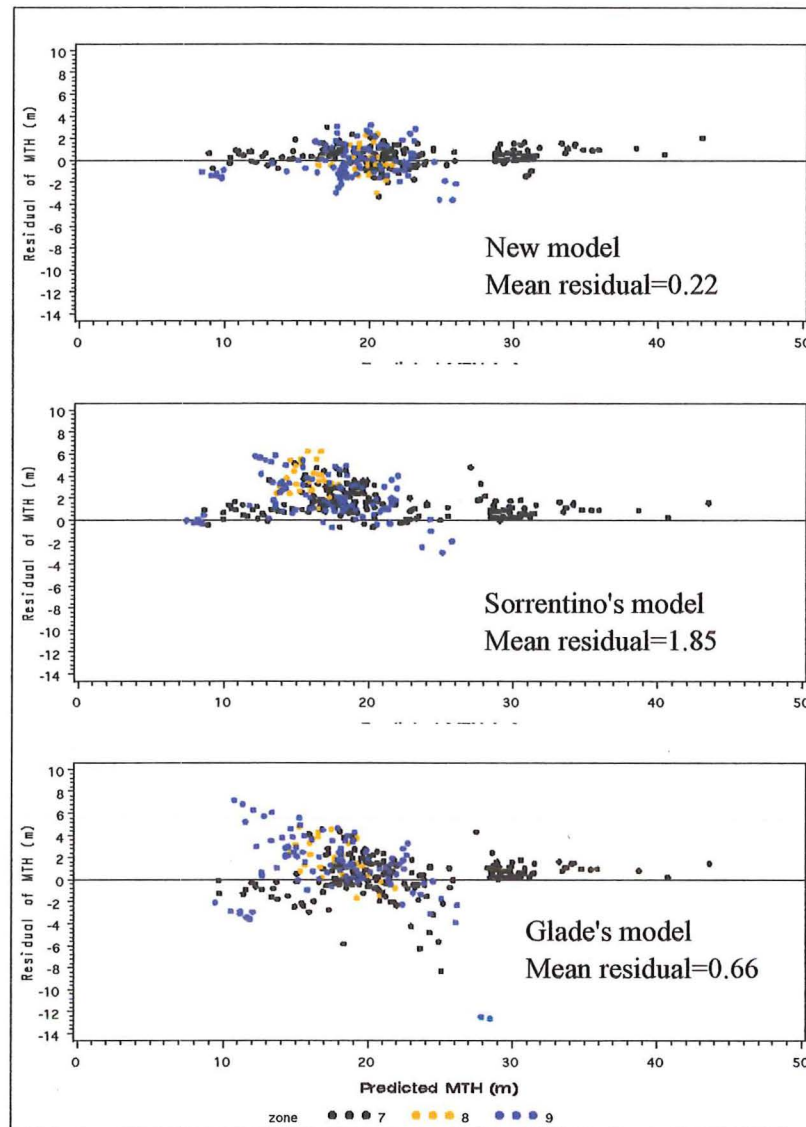 10
8
6
4
2
0
-2
-4
-6
-8
-10
-12
-14
Residual of MTH (m)
New model
Mean residual=0.22
0 10 20 30 40 50
10
8
6
4
2
0
-2
-4
-6
-8
-10
-12
-14
Residual of MTH (m)
Sorrentino's model
Mean residual=1.85
0 10 20 30 40 50
10
8
6
4
2
0
-2
-4
-6
-8
-10
-12
-14
Residual of MTH (m)
Glade's model
Mean residual=0.66
0 10 20 30 40 50
Predicted MTH (m)
zone 7 8 9